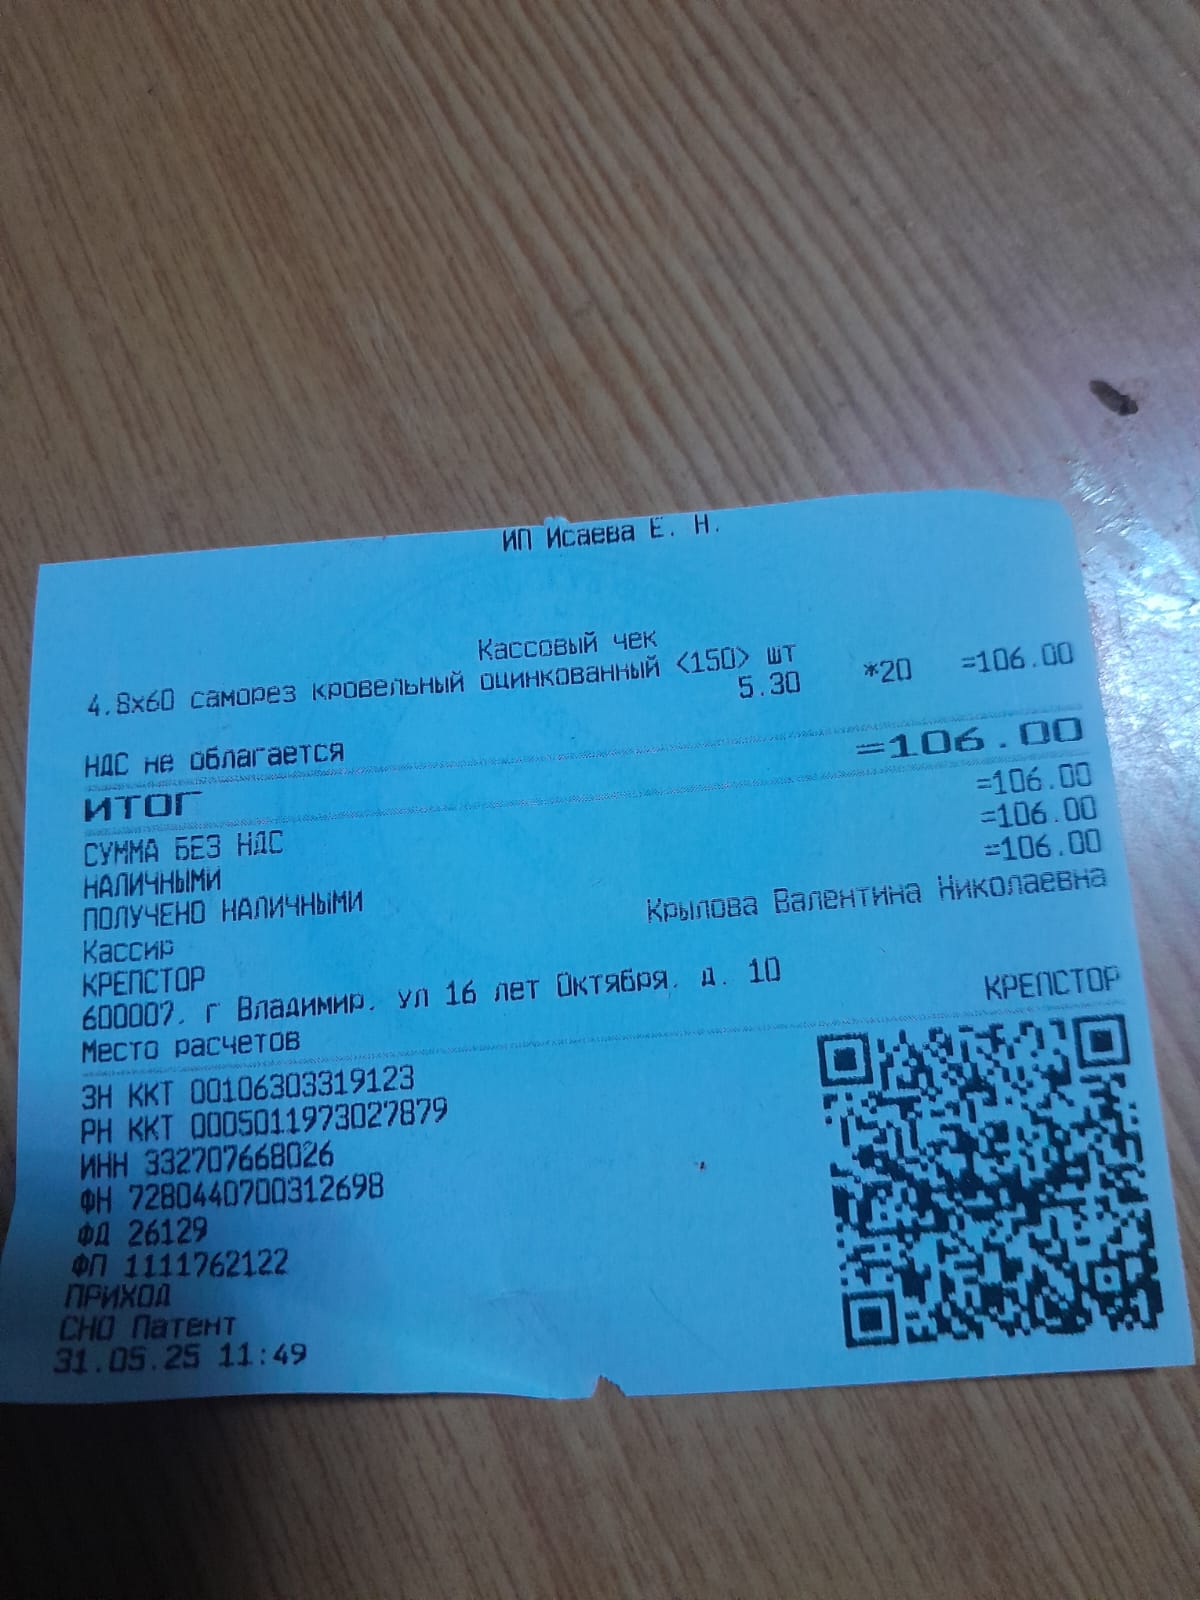 ИП Исаева Е. Н.
Кассовый чек
4.8х60 саморез кровельный оцинкованный <150> шт
5.30 *20 =106.00
НДС не облагается
ИТОГ =106.00
СУММА БЕЗ НДС =106.00
НАЛИЧНЫМИ =106.00
ПОЛУЧЕНО НАЛИЧНЫМИ =106.00
Кассир Крылова Валентина Николаевна
КРЕПСТОР
600007, г Владимир, ул 16 лет Октября, д. 10
Место расчетов КРЕПСТОР
ЗН ККТ 00106303319123
РН ККТ 0005011973027879
ИНН 332707668026
ФН 7280440700312698
ФД 26129
ФП 1111762122
ПРИХОД
СНО Патент
31.05.25 11:49